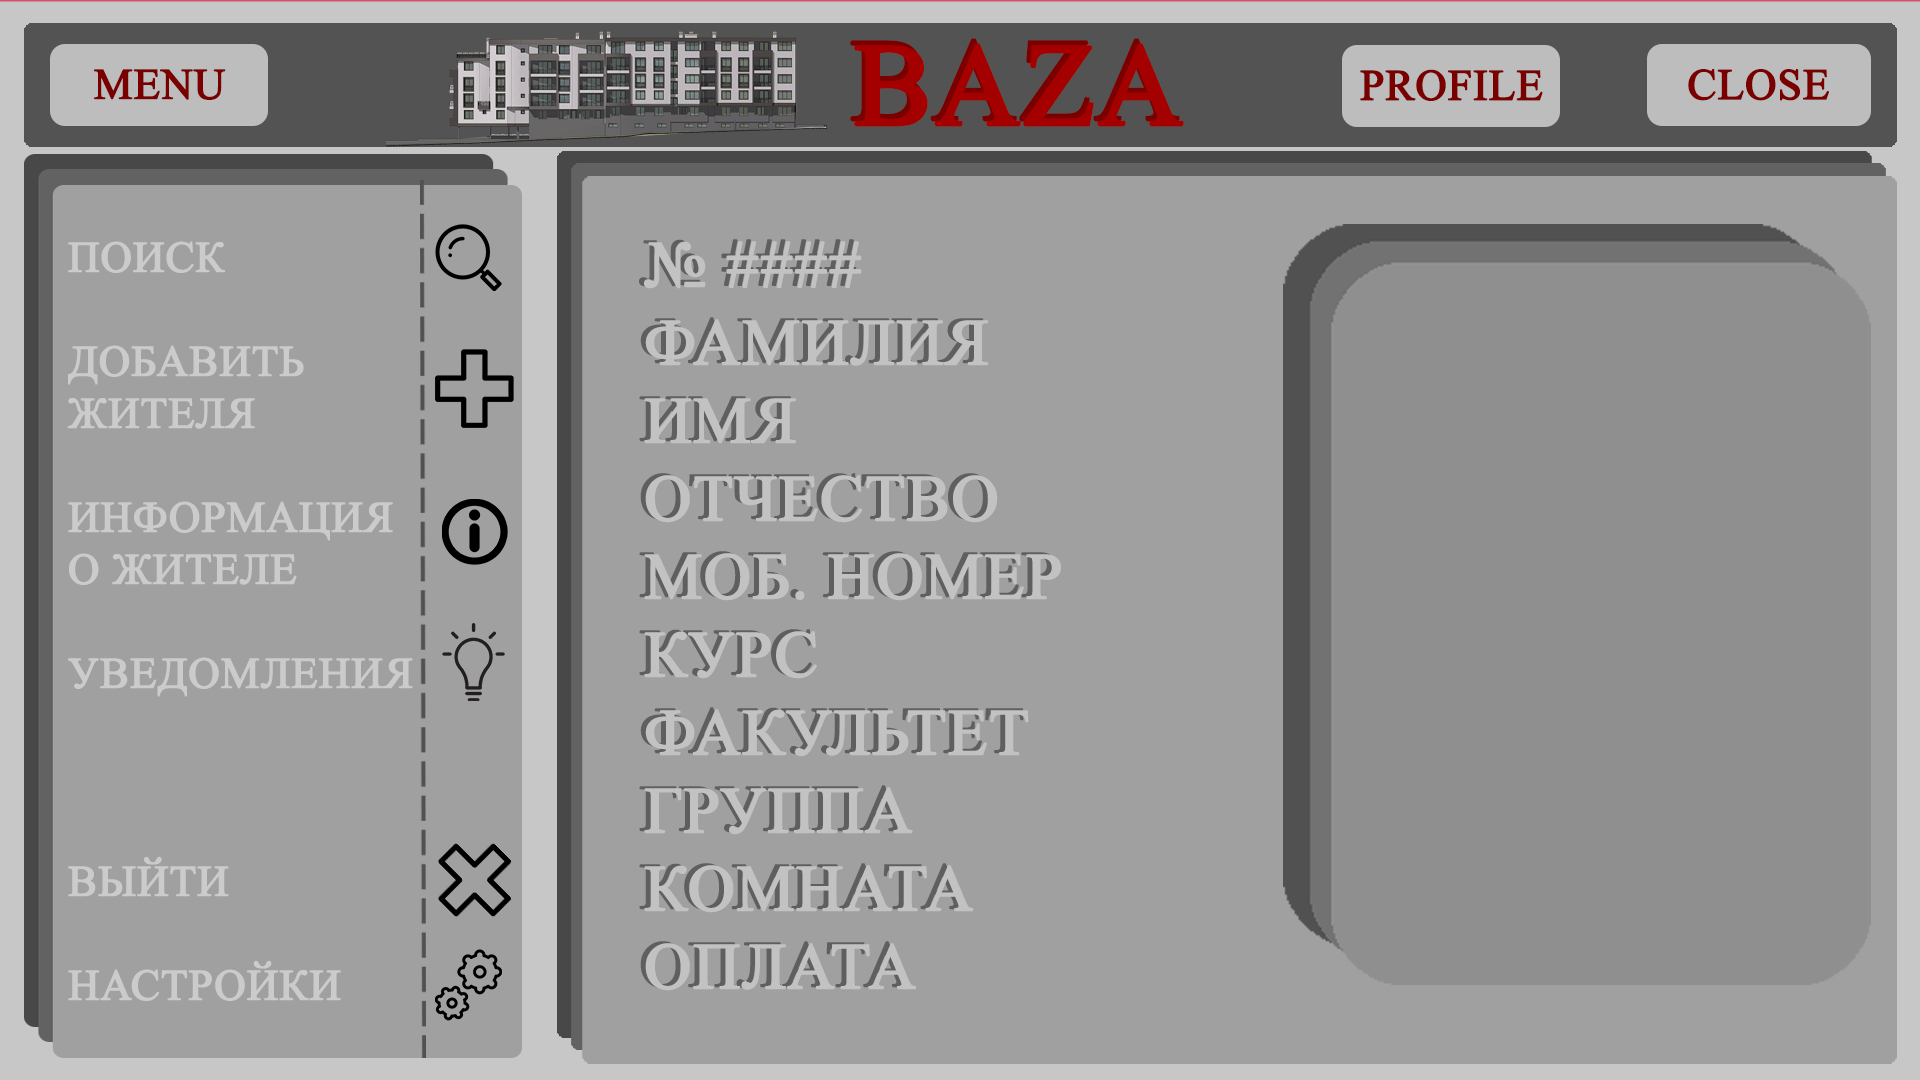 MENU
BAZA
PROFILE
CLOSE
ПОИСК
ДОБАВИТЬ
ЖИТЕЛЯ
ИНФОРМАЦИЯ
О ЖИТЕЛЕ
УВЕДОМЛЕНИЯ
ВЫЙТИ
НАСТРОЙКИ
№ ####
ФАМИЛИЯ
ИМЯ
ОТЧЕСТВО
МОБ. НОМЕР
КУРС
ФАКУЛЬТЕТ
ГРУППА
КОМНАТА
ОПЛАТА